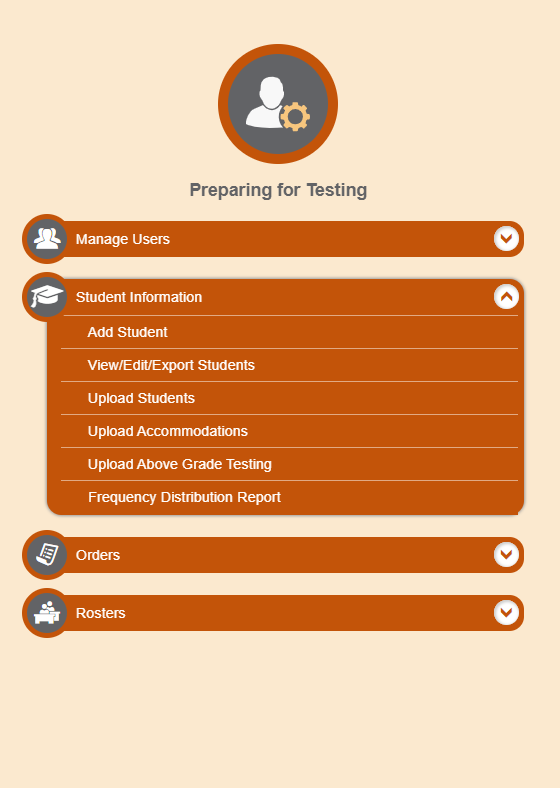 Preparing for Testing
Manage Users
Student Information
Add Student
View/Edit/Export Students
Upload Students
Upload Accommodations
Upload Above Grade Testing
Frequency Distribution Report
Orders
Rosters